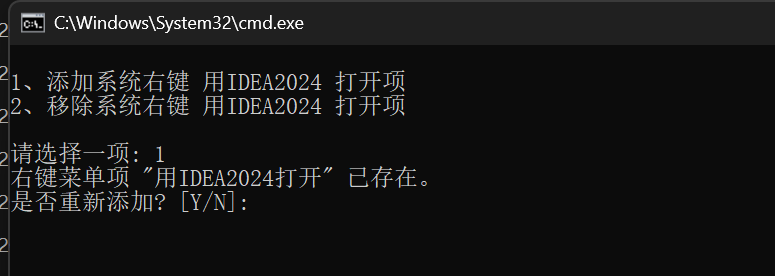 C:\Windows\System32\cmd.exe
1、添加系统右键 用IDEA2024 打开项
2、移除系统右键 用IDEA2024 打开项
请选择一项: 1
右键菜单项 "用IDEA2024打开" 已存在。
是否重新添加? [Y/N]: